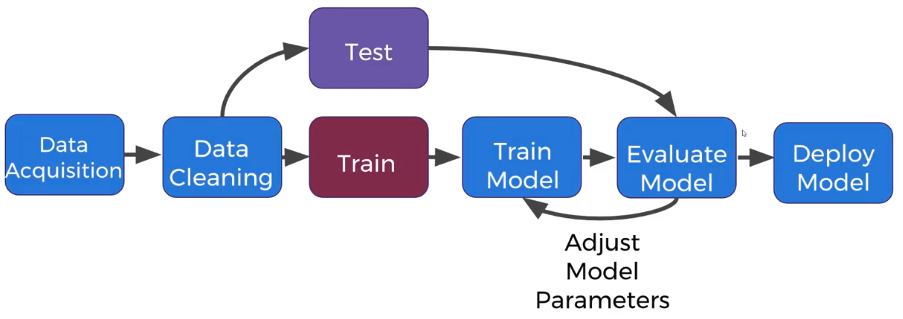 Test
Data
Acquisition
Data
Cleaning
Train
Train
Model
Evaluate
Model
Deploy
Model
Adjust
Model
Parameters